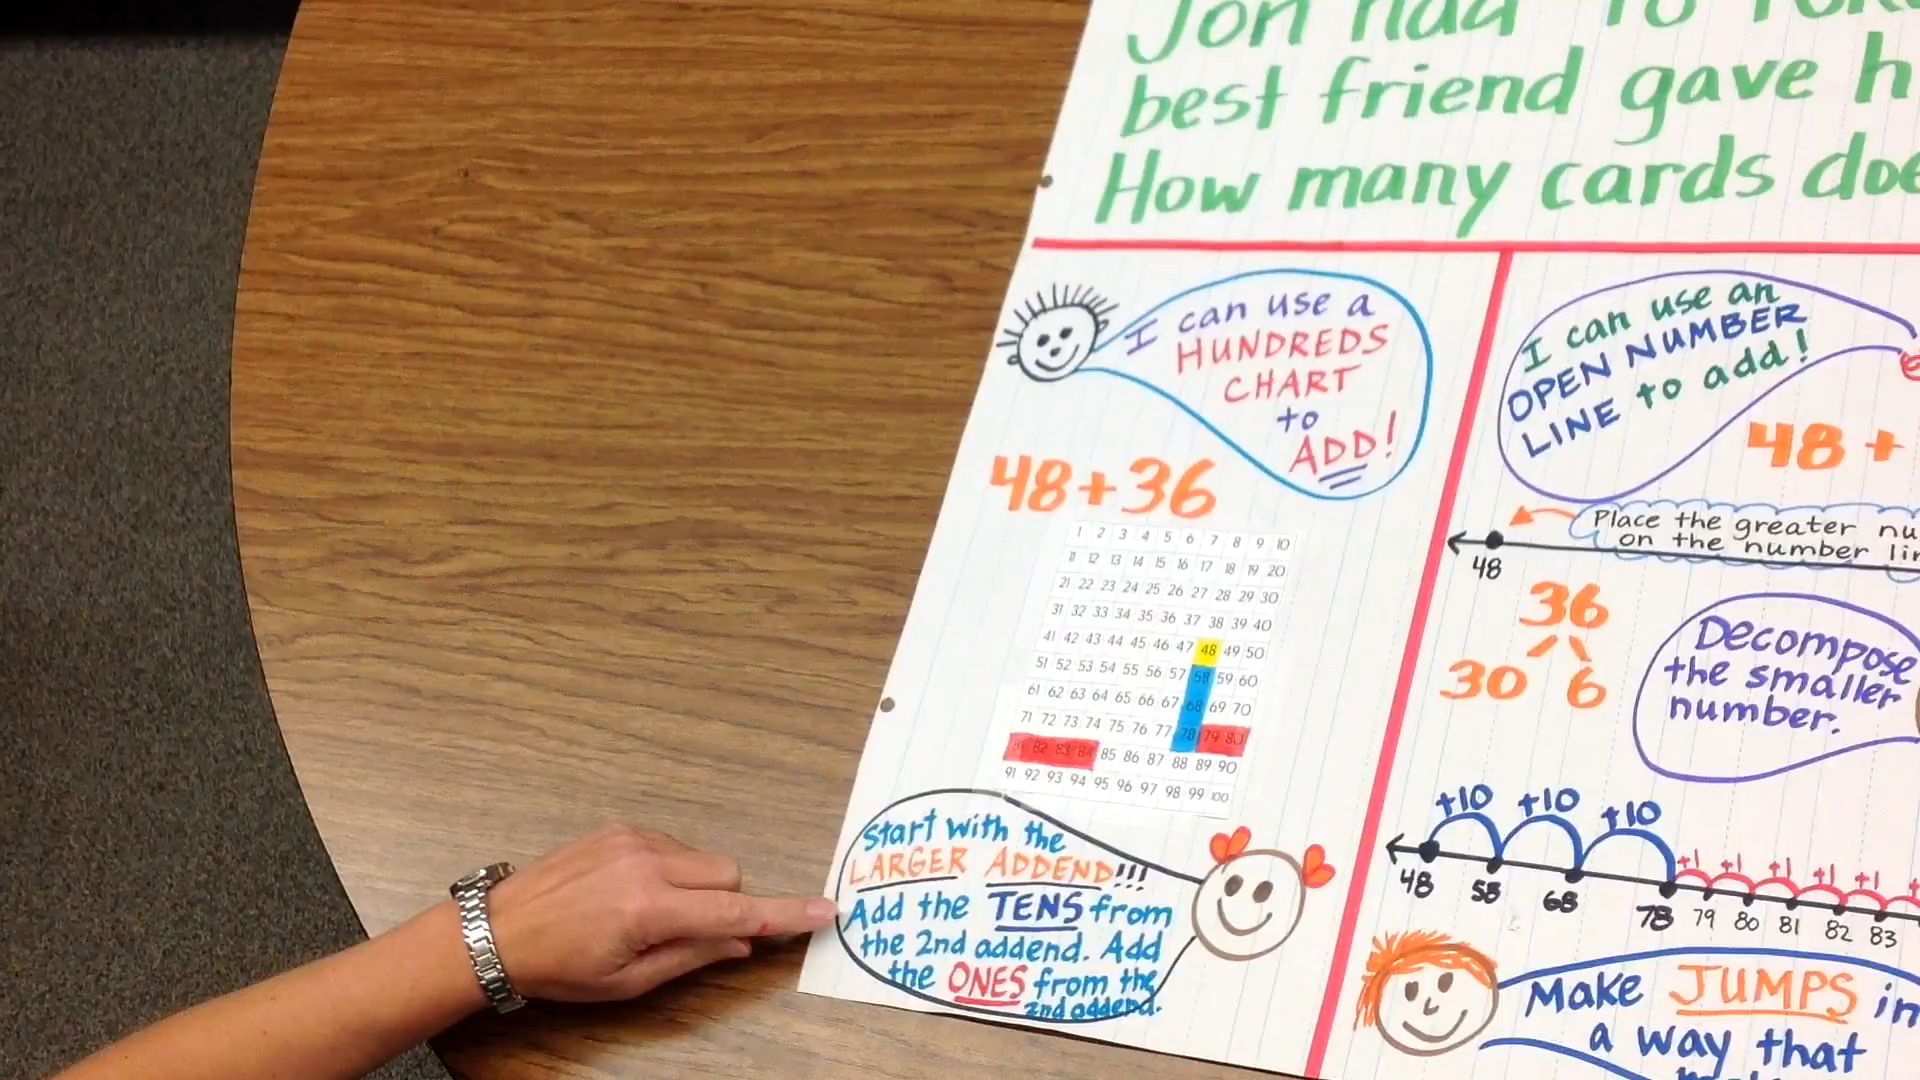 Jon had
best friend gave h
How many cards doe
I can use a
HUNDREDS
CHART
to
ADD!
48+36
1 2 3 4 5 6 7 8 9 10
11 12 13 14 15 16 17 18 19 20
21 22 23 24 25 26 27 28 29 30
31 32 33 34 35 36 37 38 39 40
41 42 43 44 45 46 47 48 49 50
51 52 53 54 55 56 57 58 59 60
61 62 63 64 65 66 67 68 69 70
71 72 73 74 75 76 77 78 79 80
81 82 83 84 85 86 87 88 89 90
91 92 93 94 95 96 97 98 99 100
Start with the
LARGER ADDEND!!!
Add the TENS from
the 2nd addend. Add
the ONES from the
2nd addend.
I can use an
OPEN NUMBER
LINE to add!
48 +
Place the greater nu
on the number lin
48
36
30 6
Decompose
the smaller
number.
+10 +10 +10 +1 +1 +1 +1 +1
48 58 68 78 79 80 81 82 83
Make JUMPS in
a way that